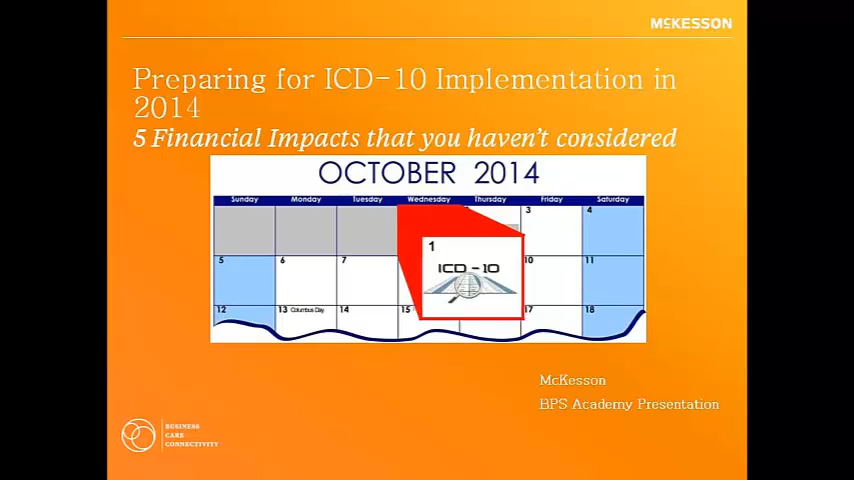 MCKESSON
Preparing for ICD-10 Implementation in
2014
5 Financial Impacts that you haven't considered
OCTOBER 2014
Sunday Monday Tuesday Wednesday Thursday Friday Saturday
3 4
1
ICD-10
5 6 7 10 11
12 13 Columbus Day 14 15 17 18
McKesson
BPS Academy Presentation
BUSINESS
CARE
CONNECTIVITY